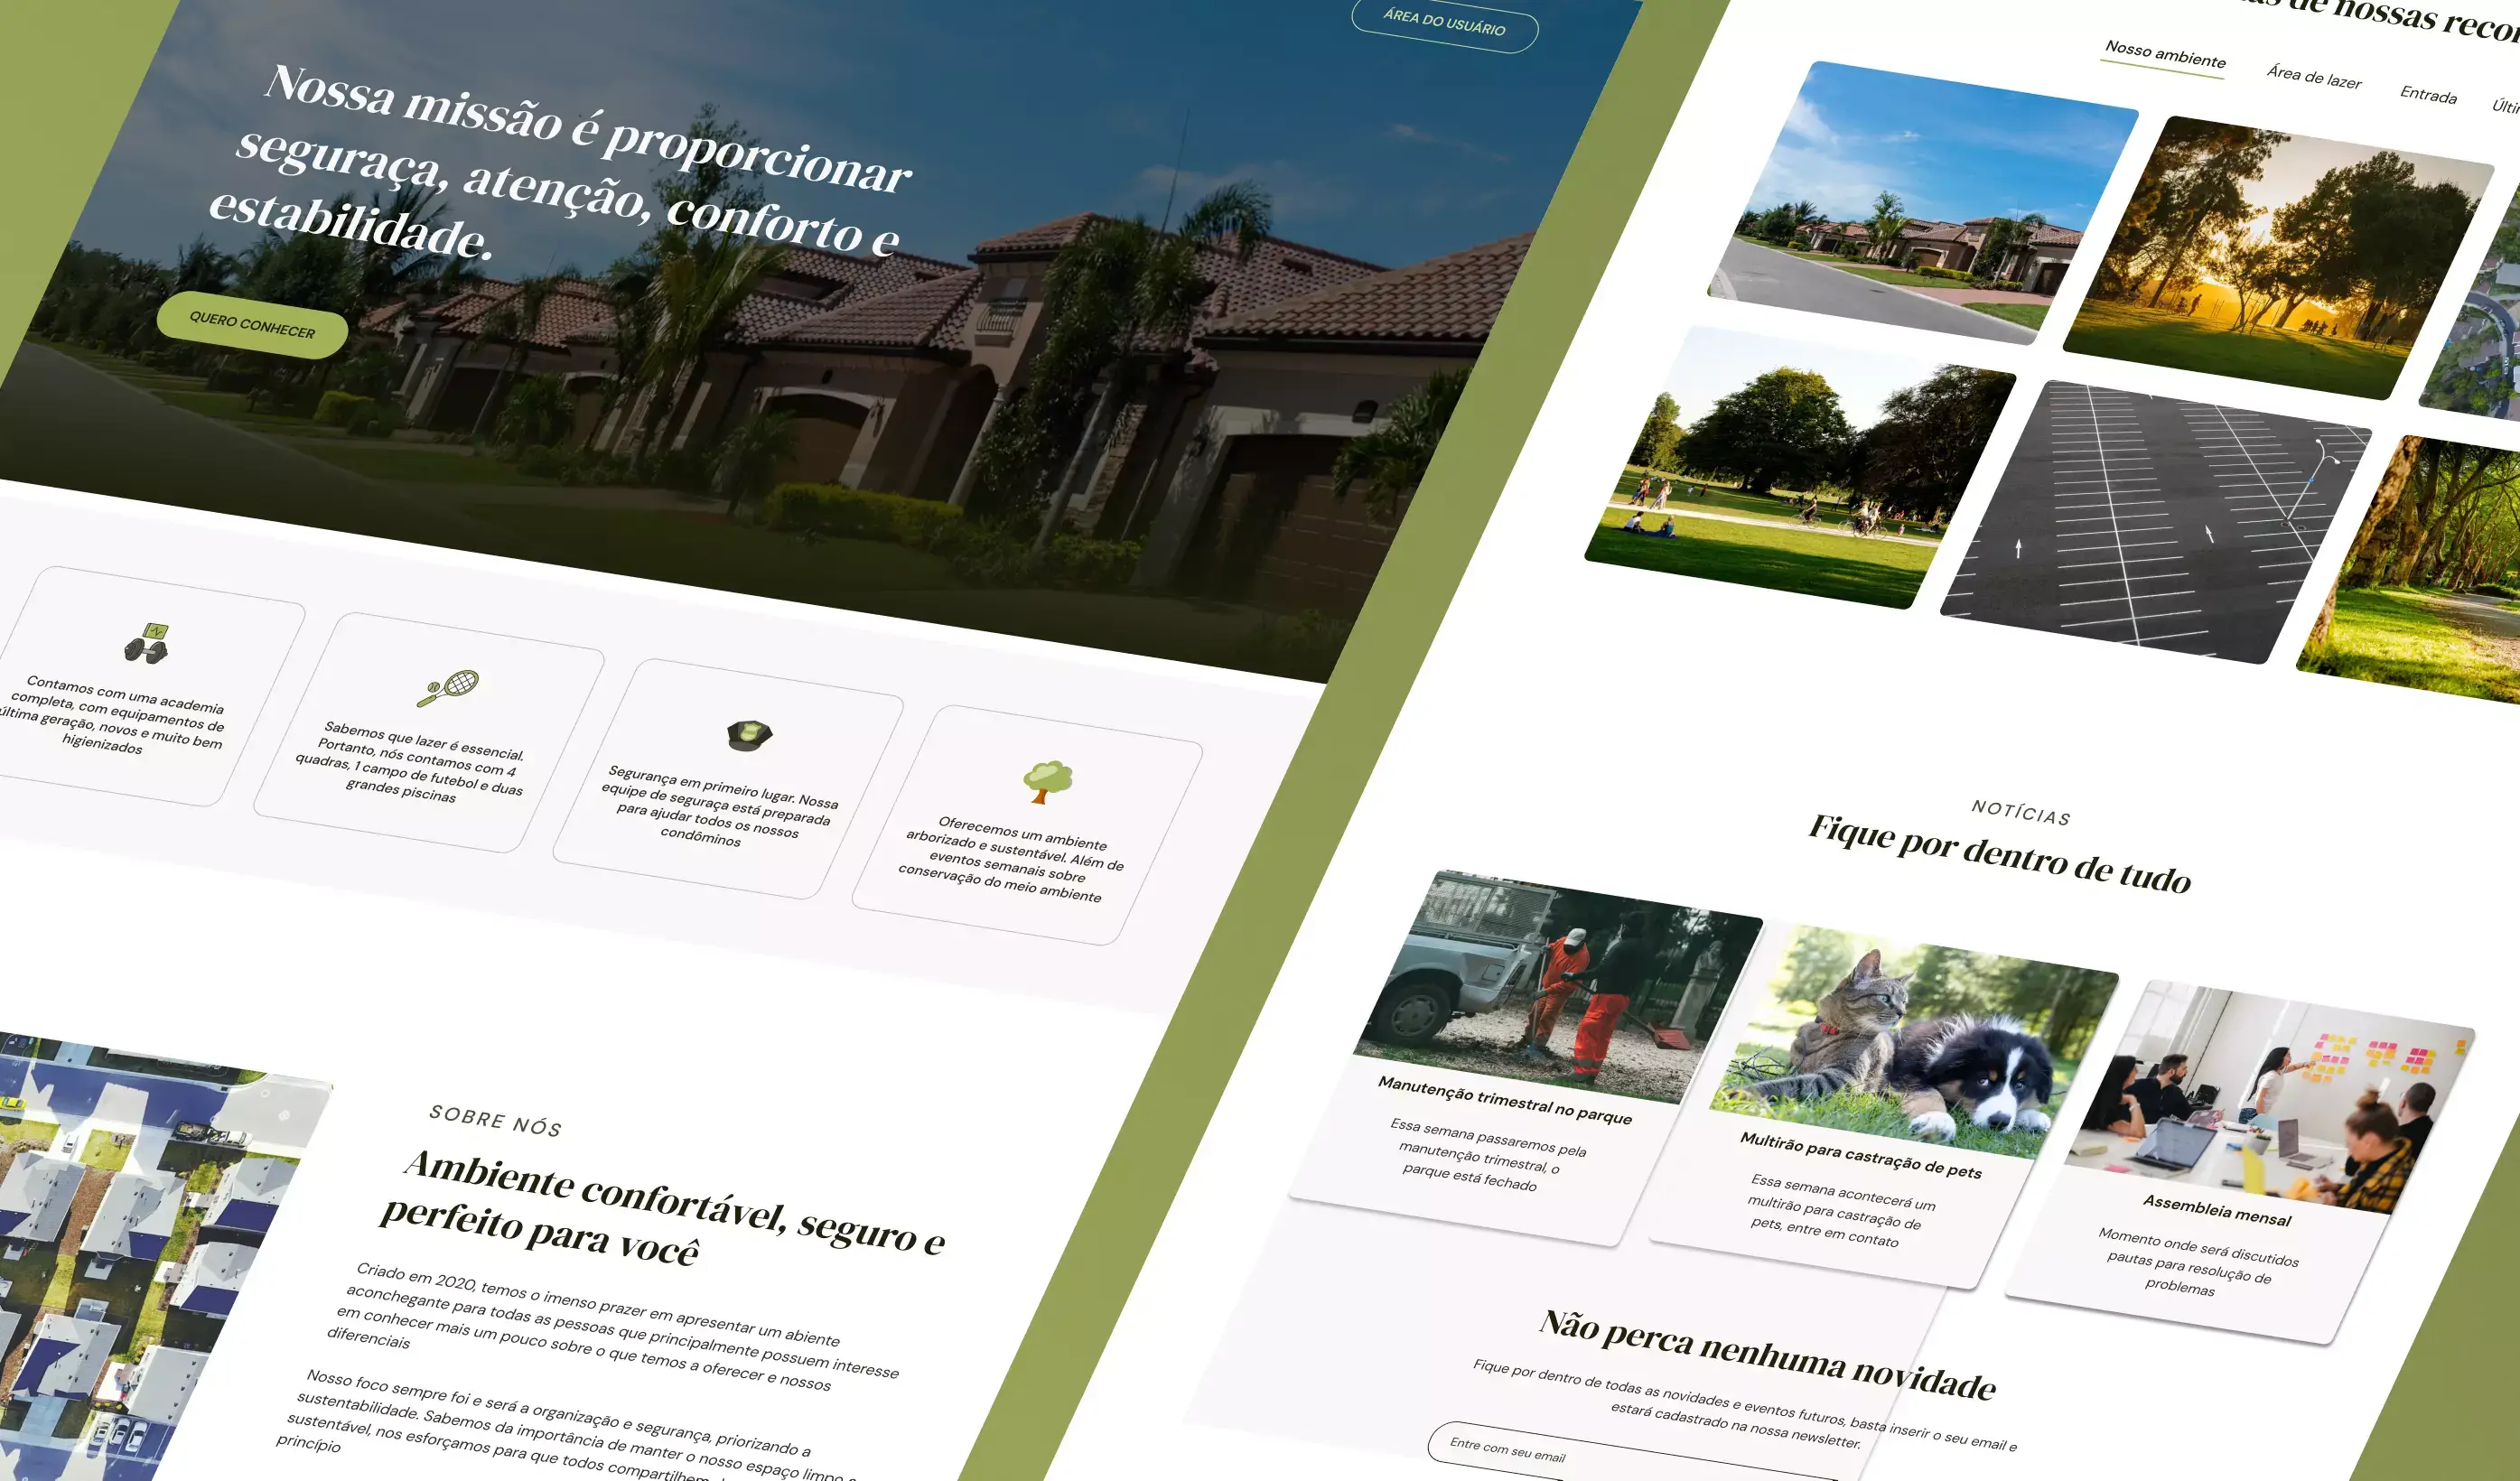 ÁREA DO USUÁRIO
Nossa missão é proporcionar
seguraça, atenção, conforto e
estabilidade.
QUERO CONHECER
Contamos com uma academia
completa, com equipamentos de
última geração, novos e muito bem
higienizados
Sabemos que lazer é essencial.
Portanto, nós contamos com 4
quadras, 1 campo de futebol e duas
grandes piscinas
Segurança em primeiro lugar. Nossa
equipe de seguraça está preparada
para ajudar todos os nossos
condôminos
Oferecemos um ambiente
arborizado e sustentável. Além de
eventos semanais sobre
conservação do meio ambiente
SOBRE NÓS
Ambiente confortável, seguro e
perfeito para você
Criado em 2020, temos o imenso prazer em apresentar um abiente
aconchegante para todas as pessoas que principalmente possuem interesse
em conhecer mais um pouco sobre o que temos a oferecer e nossos
diferenciais
Nosso foco sempre foi e será a organização e segurança, priorizando a
sustentabilidade. Sabemos da importância de manter o nosso espaço limpo e
sustentável, nos esforçamos para que todos compartilhem
princípio
de nossas
Nosso ambiente
Área de lazer
Entrada
NOTÍCIAS
Fique por dentro de tudo
Manutenção trimestral no parque
Essa semana passaremos pela
manutenção trimestral, o
parque está fechado
Multirão para castração de pets
Essa semana acontecerá um
multirão para castração de
pets, entre em contato
Assembleia mensal
Momento onde será discutidos
pautas para resolução de
problemas
Não perca nenhuma novidade
Fique por dentro de todas as novidades e eventos futuros, basta inserir o seu email e
estará cadastrado na nossa newsletter.
Entre com seu email